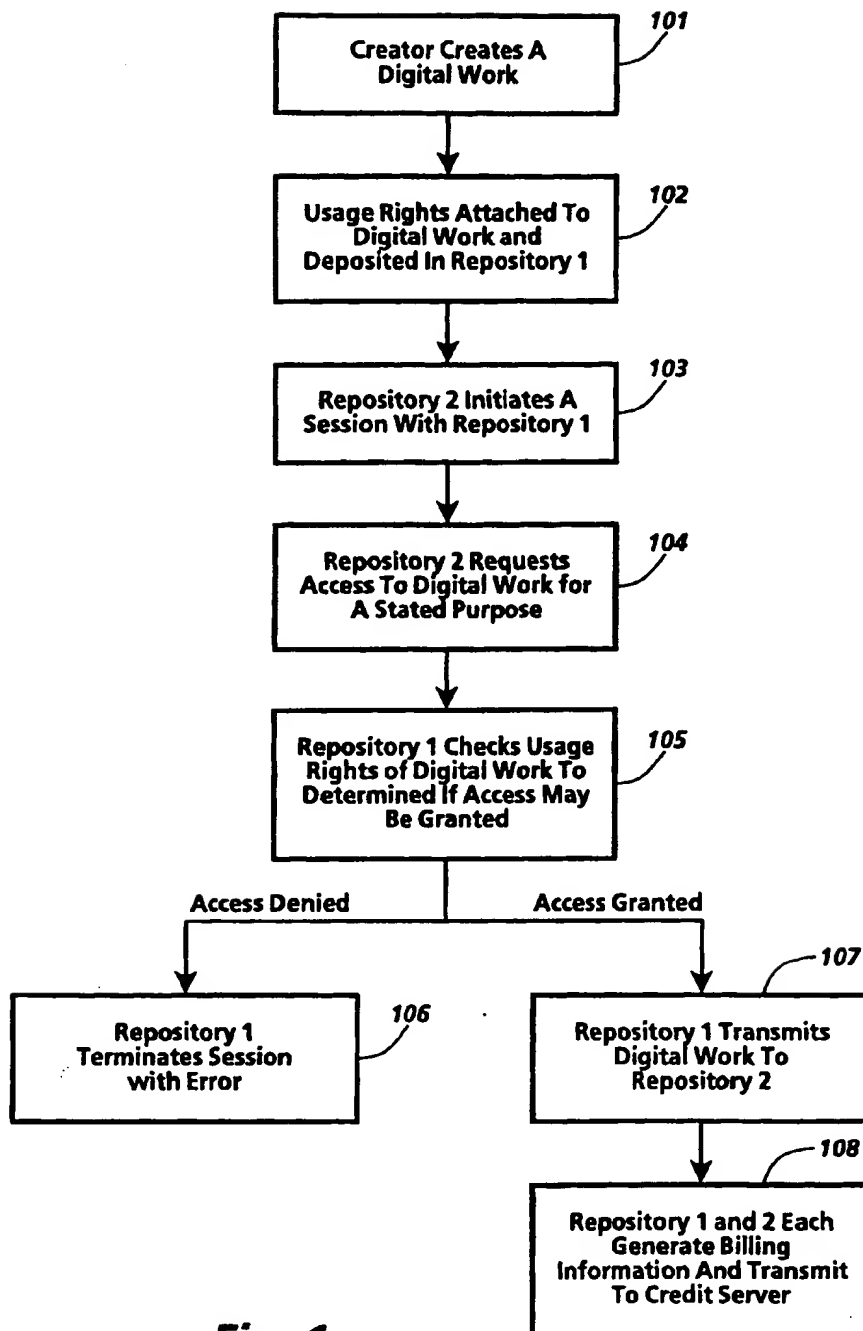 101
Creator Creates A
Digital Work
102
Usage Rights Attached To
Digital Work and
Deposited In Repository 1
103
Repository 2 Initiates A
Session With Repository 1
104
Repository 2 Requests
Access To Digital Work for
A Stated Purpose
105
Repository 1 Checks Usage
Rights of Digital Work To
Determined If Access May
Be Granted
Access Denied
Access Granted
106
Repository 1
Terminates Session
with Error
107
Repository 1 Transmits
Digital Work To
Repository 2
108
Repository 1 and 2 Each
Generate Billing
Information And Transmit
To Credit Server